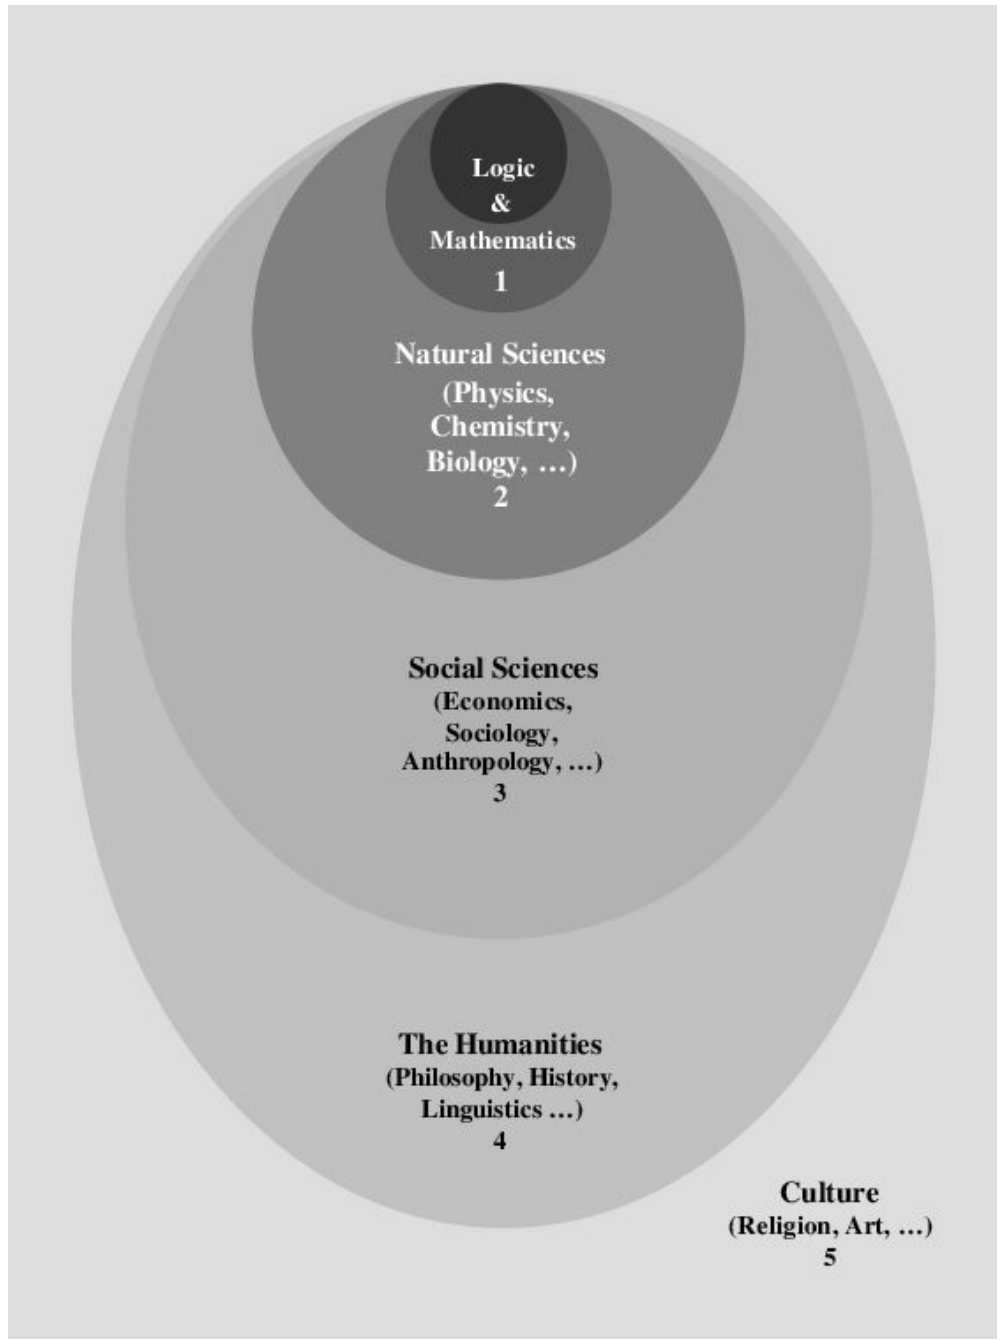 Logic
&
Mathematics
1
Natural Sciences
(Physics,
Chemistry,
Biology, …)
2
Social Sciences
(Economics,
Sociology,
Anthropology, …)
3
The Humanities
(Philosophy, History,
Linguistics …)
4
Culture
(Religion, Art, …)
5